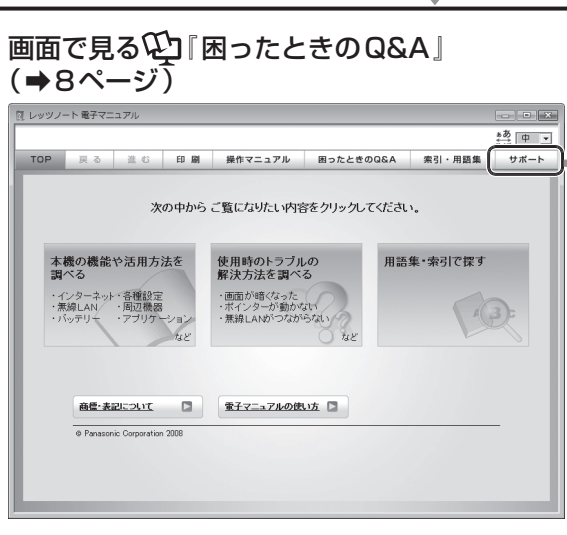 画面で見る『困ったときのQ&A』
(➡8ページ)
レッツノート 電子マニュアル
あああ 中
TOP 戻る 進む 印刷 操作マニュアル 困ったときのQ&A 索引・用語集 サポート
次の中から ご覧になりたい内容をクリックしてください。
本機の機能や活用方法を
調べる
・インターネット・各種設定
・無線LAN ・周辺機器
・バッテリー ・アプリケーション
など
使用時のトラブルの
解決方法を調べる
・画面が暗くなった
・ポインターが動かない
・無線LANがつながらない
など
用語集・索引で探す
商標・表記について
電子マニュアルの使い方
© Panasonic Corporation 2008